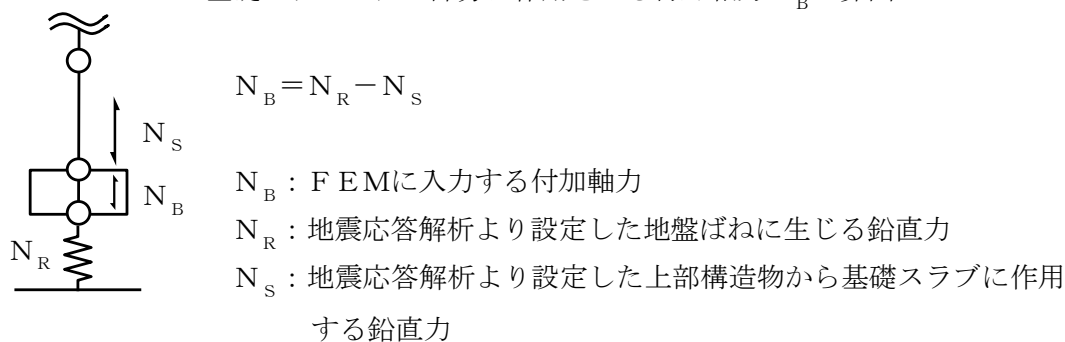 N_B＝N_R－N_S
N_S
N_B
N_R
N_B：ＦＥＭに入力する付加軸力
N_R：地震応答解析より設定した地盤ばねに生じる鉛直力
N_S：地震応答解析より設定した上部構造物から基礎スラブに作用
する鉛直力